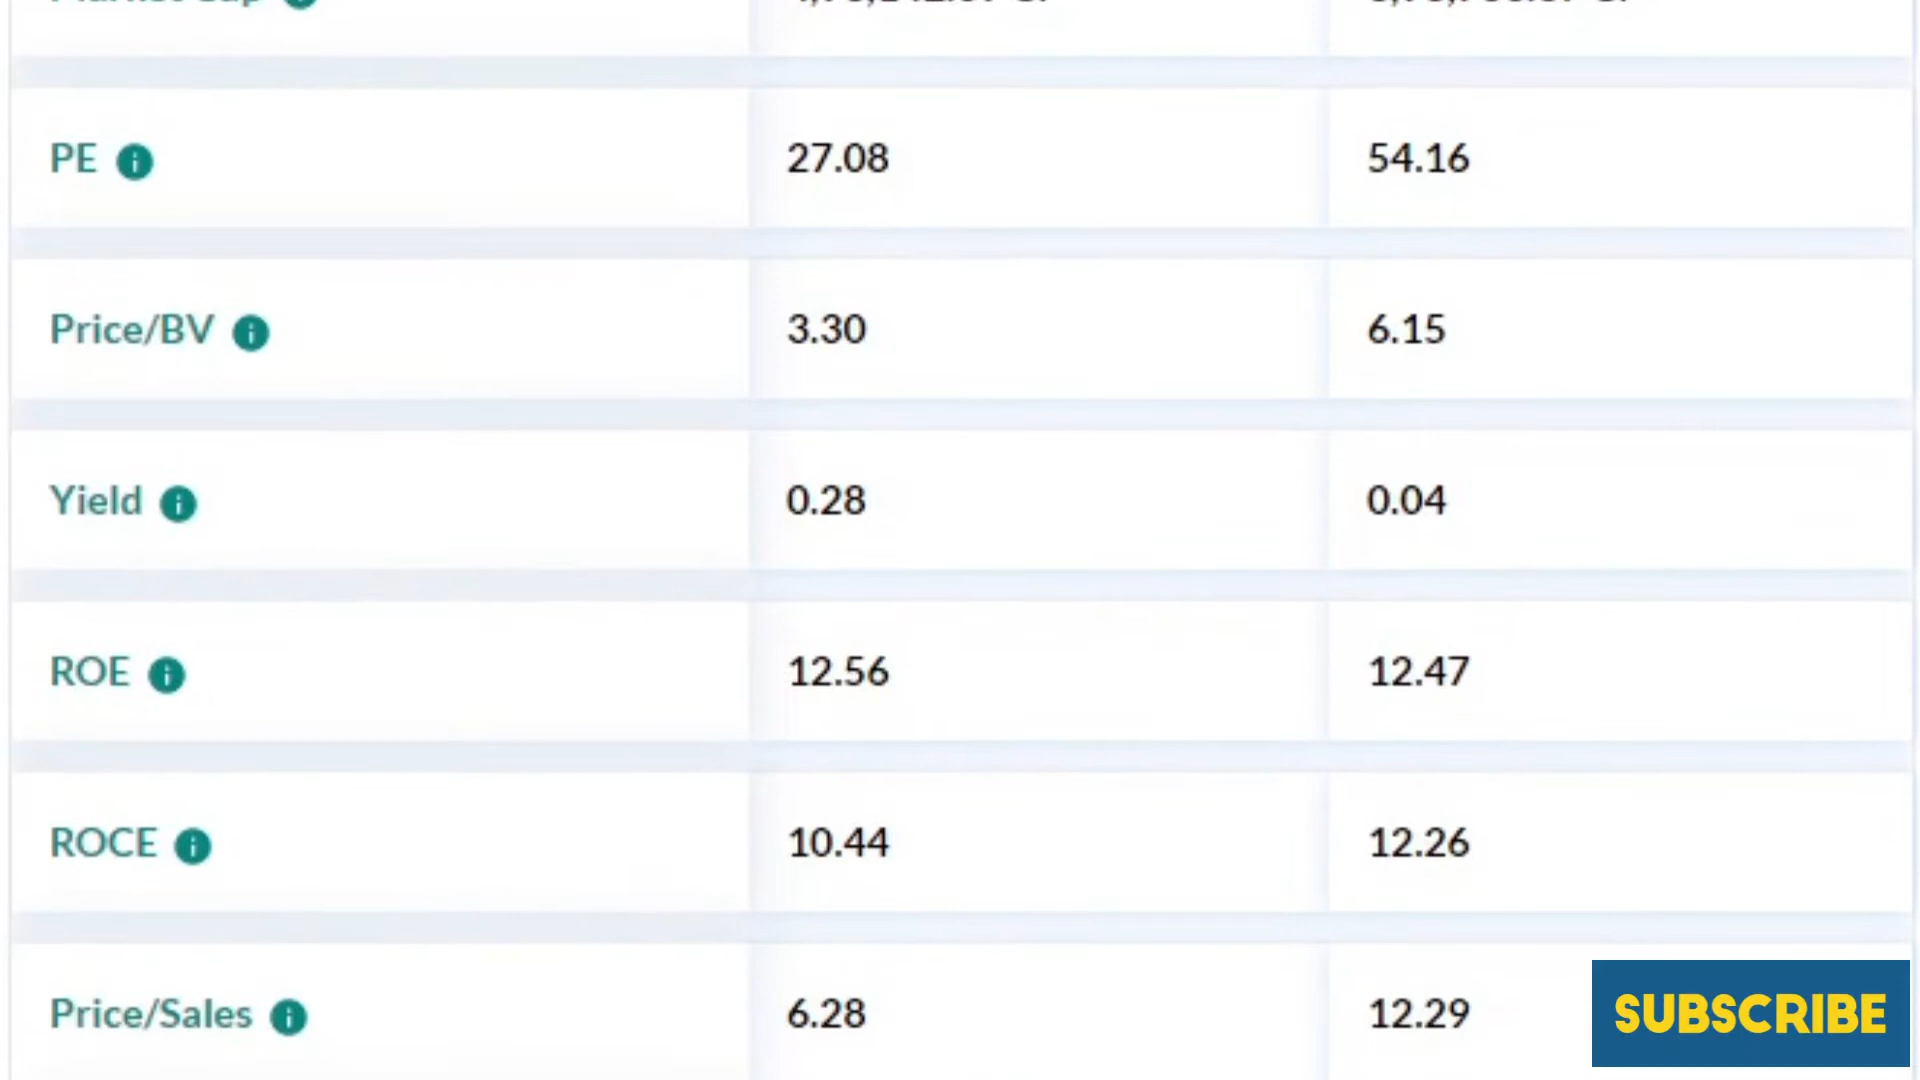 PE 27.08 54.16
Price/BV 3.30 6.15
Yield 0.28 0.04
ROE 12.56 12.47
ROCE 10.44 12.26
Price/Sales 6.28 12.29
SUBSCRIBE